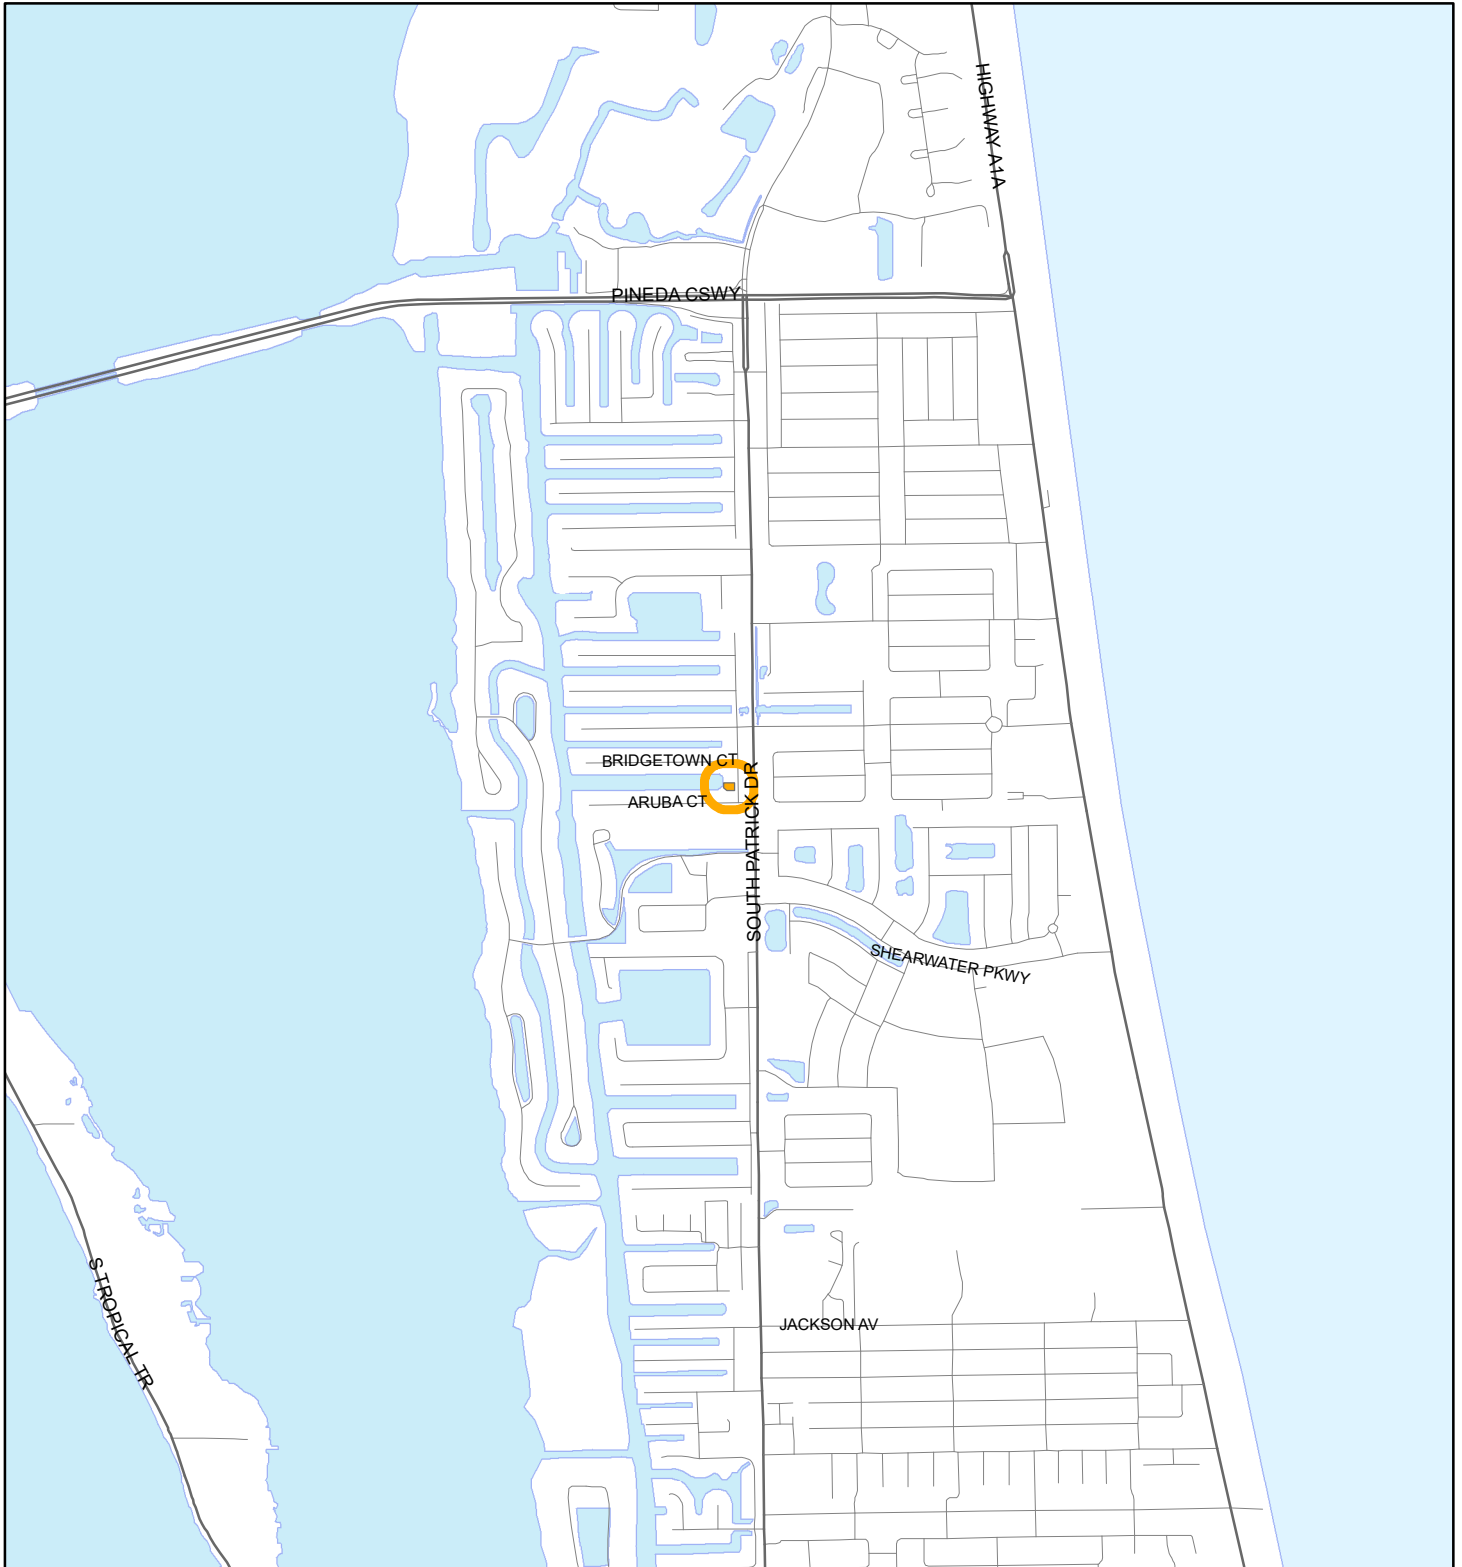 HIGHWAY A1A
PINEDA CSWY
BRIDGETOWN CT
ARUBA CT
SOUTH PATRICK DR
SHEARWATER PKWY
S TROPICAL TR
JACKSON AV